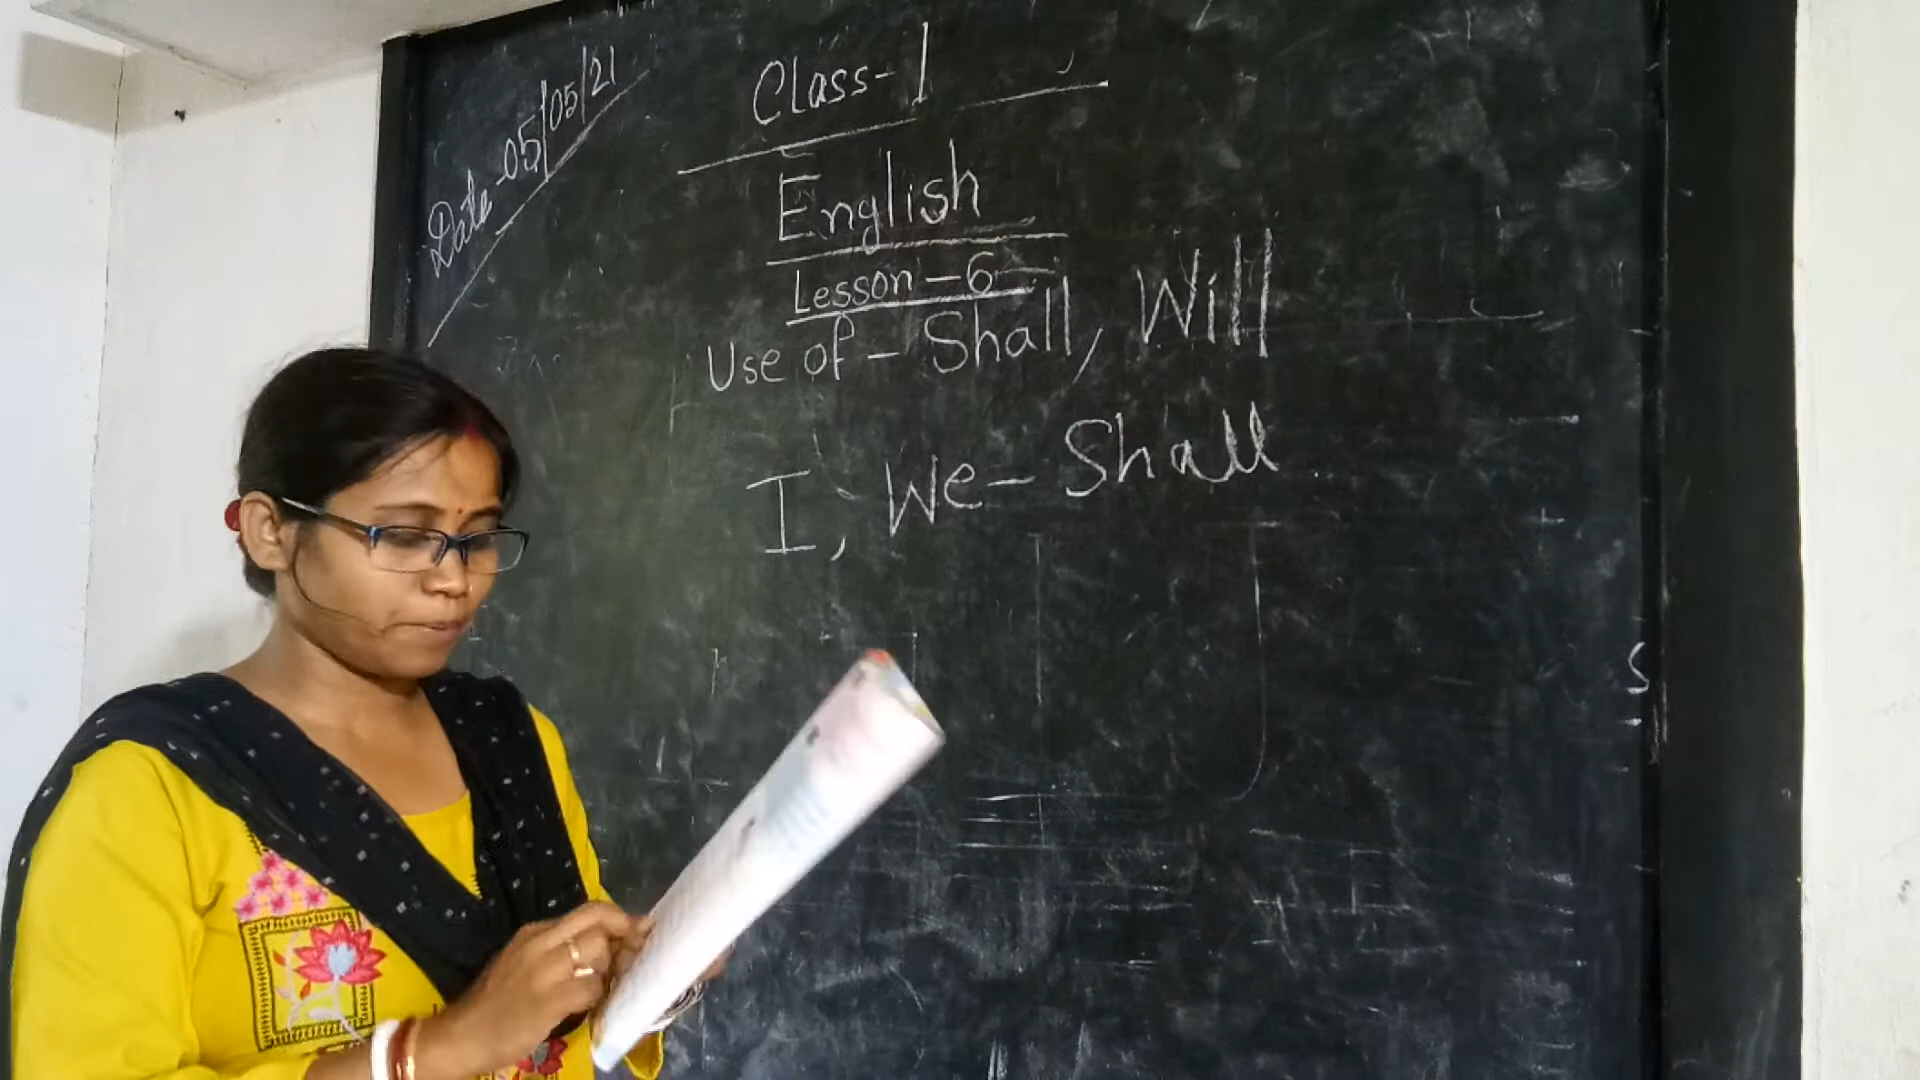 Date-05/05/21
Class-1
English
Lesson-6
Use of - Shall, Will
I, We - Shall